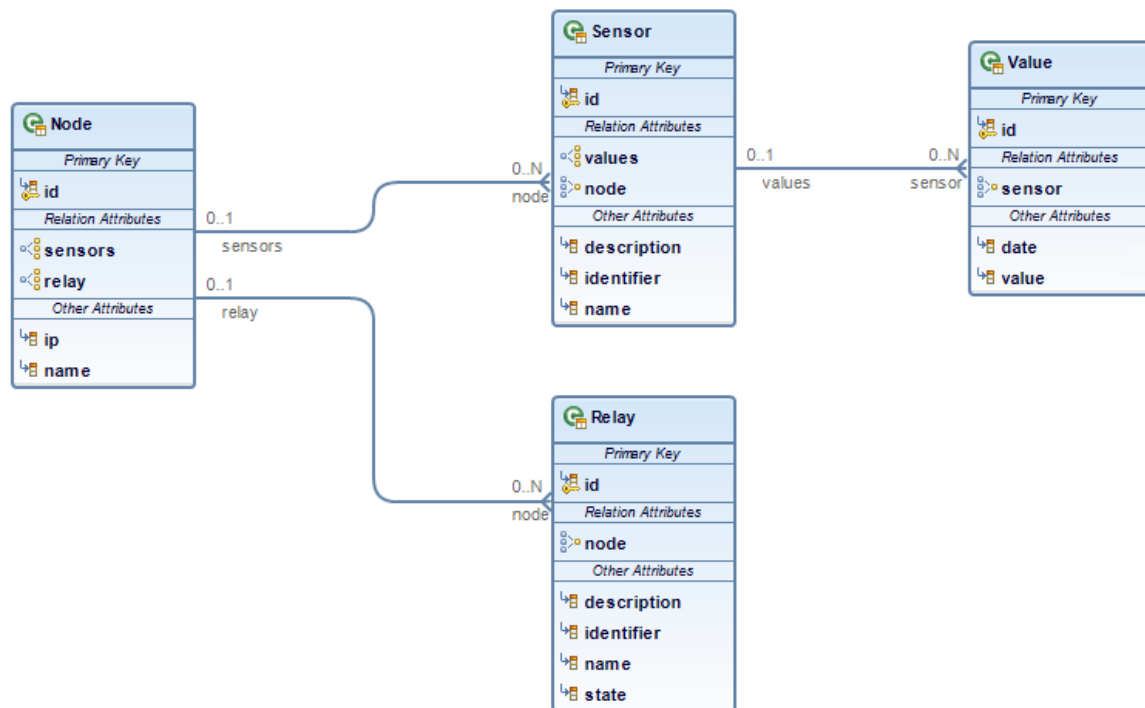 Node
Primary Key
id
Relation Attributes
sensors
relay
Other Attributes
ip
name
0..1
sensors
0..1
relay
0..N
node
Sensor
Primary Key
id
Relation Attributes
values
node
Other Attributes
description
identifier
name
0..1
values
0..N
sensor
Value
Primary Key
id
Relation Attributes
sensor
Other Attributes
date
value
0..N
node
Relay
Primary Key
id
Relation Attributes
node
Other Attributes
description
identifier
name
state